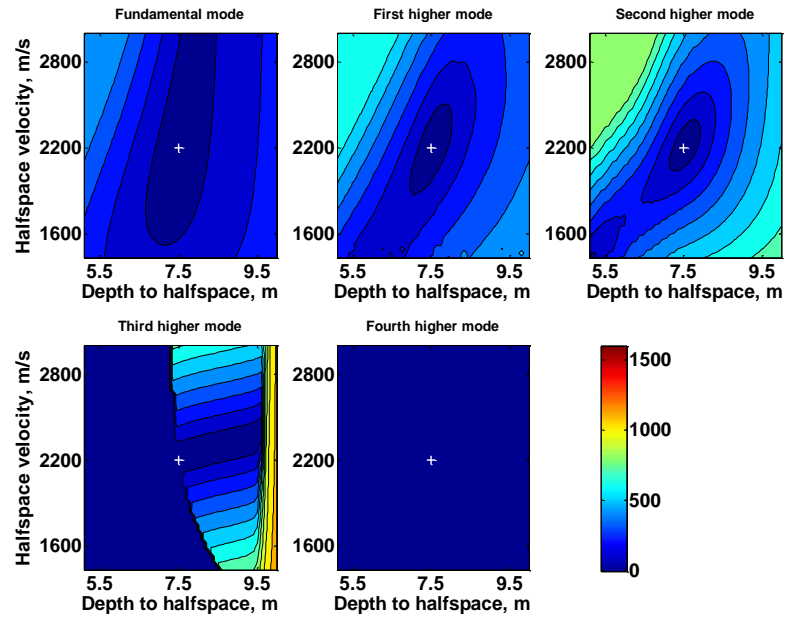 Fundamental mode
First higher mode
Second higher mode
Halfspace velocity, m/s
2800
2200
1600
5.5 7.5 9.5
Depth to halfspace, m
2800
2200
1600
5.5 7.5 9.5
Depth to halfspace, m
2800
2200
1600
5.5 7.5 9.5
Depth to halfspace, m
Third higher mode
Fourth higher mode
Halfspace velocity, m/s
2800
2200
1600
5.5 7.5 9.5
Depth to halfspace, m
2800
2200
1600
5.5 7.5 9.5
Depth to halfspace, m
1500
1000
500
0